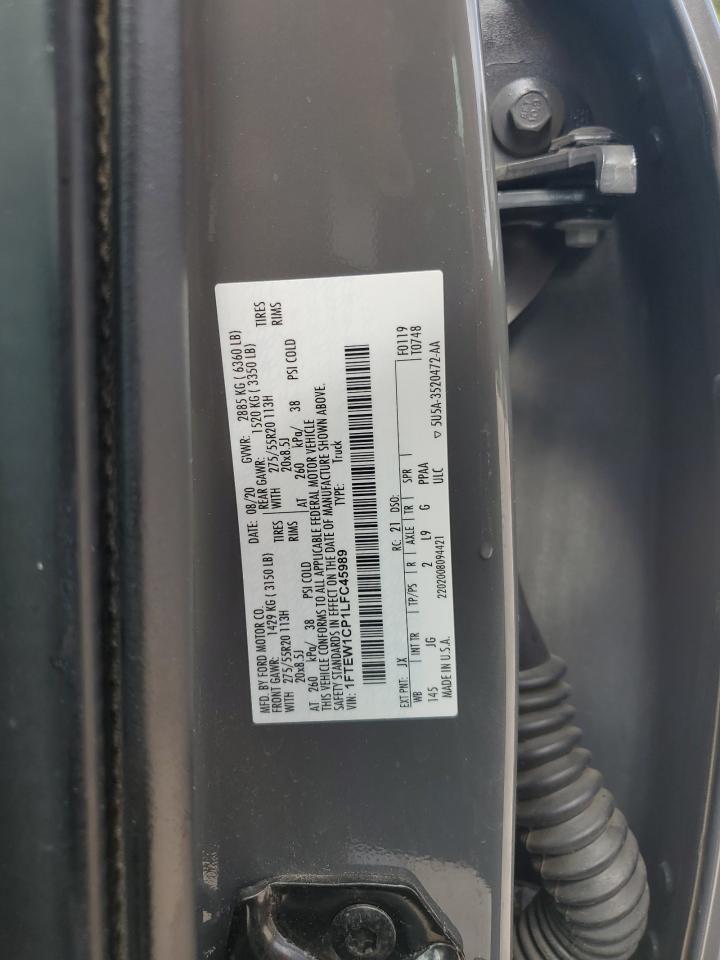 MFD. BY FORD MOTOR CO. DATE: 08/20 GVWR: 2885 KG ( 6360 LB)
FRONT GAWR: 1429 KG ( 3150 LB) REAR GAWR: 1520 KG ( 3350 LB)
WITH 275/55R20 113H TIRES WITH 275/55R20 113H TIRES
20x8.5J RIMS 20x8.5J RIMS
AT 260 kPa/ 38 PSI COLD AT 260 kPa/ 38 PSI COLD
THIS VEHICLE CONFORMS TO ALL APPLICABLE FEDERAL MOTOR VEHICLE
SAFETY STANDARDS IN EFFECT ON THE DATE OF MANUFACTURE SHOWN ABOVE.
VIN: 1FTEW1CP1LFC45989 TYPE: Truck
F0119
T0748
EXT PNT: JX RC: 21 DSO:
WB INT TR TP/PS R AXLE TR SPR
145 JG 2 L9 G PPAA
ULC
MADE IN U.S.A. 2202008094421 ▽ 5U5A-3520472-AA